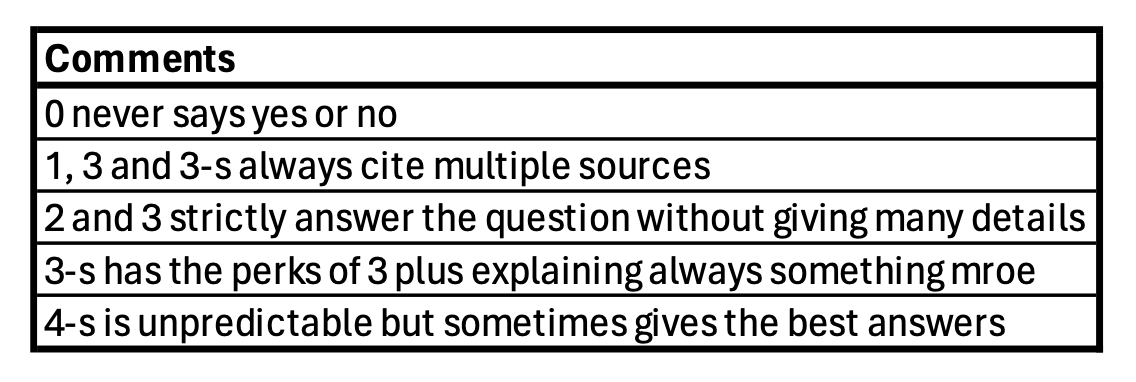 Comments
0 never says yes or no
1, 3 and 3-s always cite multiple sources
2 and 3 strictly answer the question without giving many details
3-s has the perks of 3 plus explaining always something mroe
4-s is unpredictable but sometimes gives the best answers